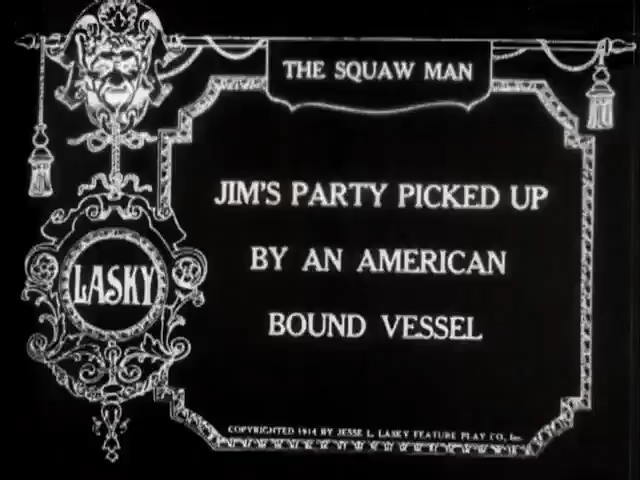 THE SQUAW MAN
JIM'S PARTY PICKED UP
BY AN AMERICAN
BOUND VESSEL
LASKY
COPYRIGHTED 1914 BY JESSE L. LASKY FEATURE PLAY CO., Inc.